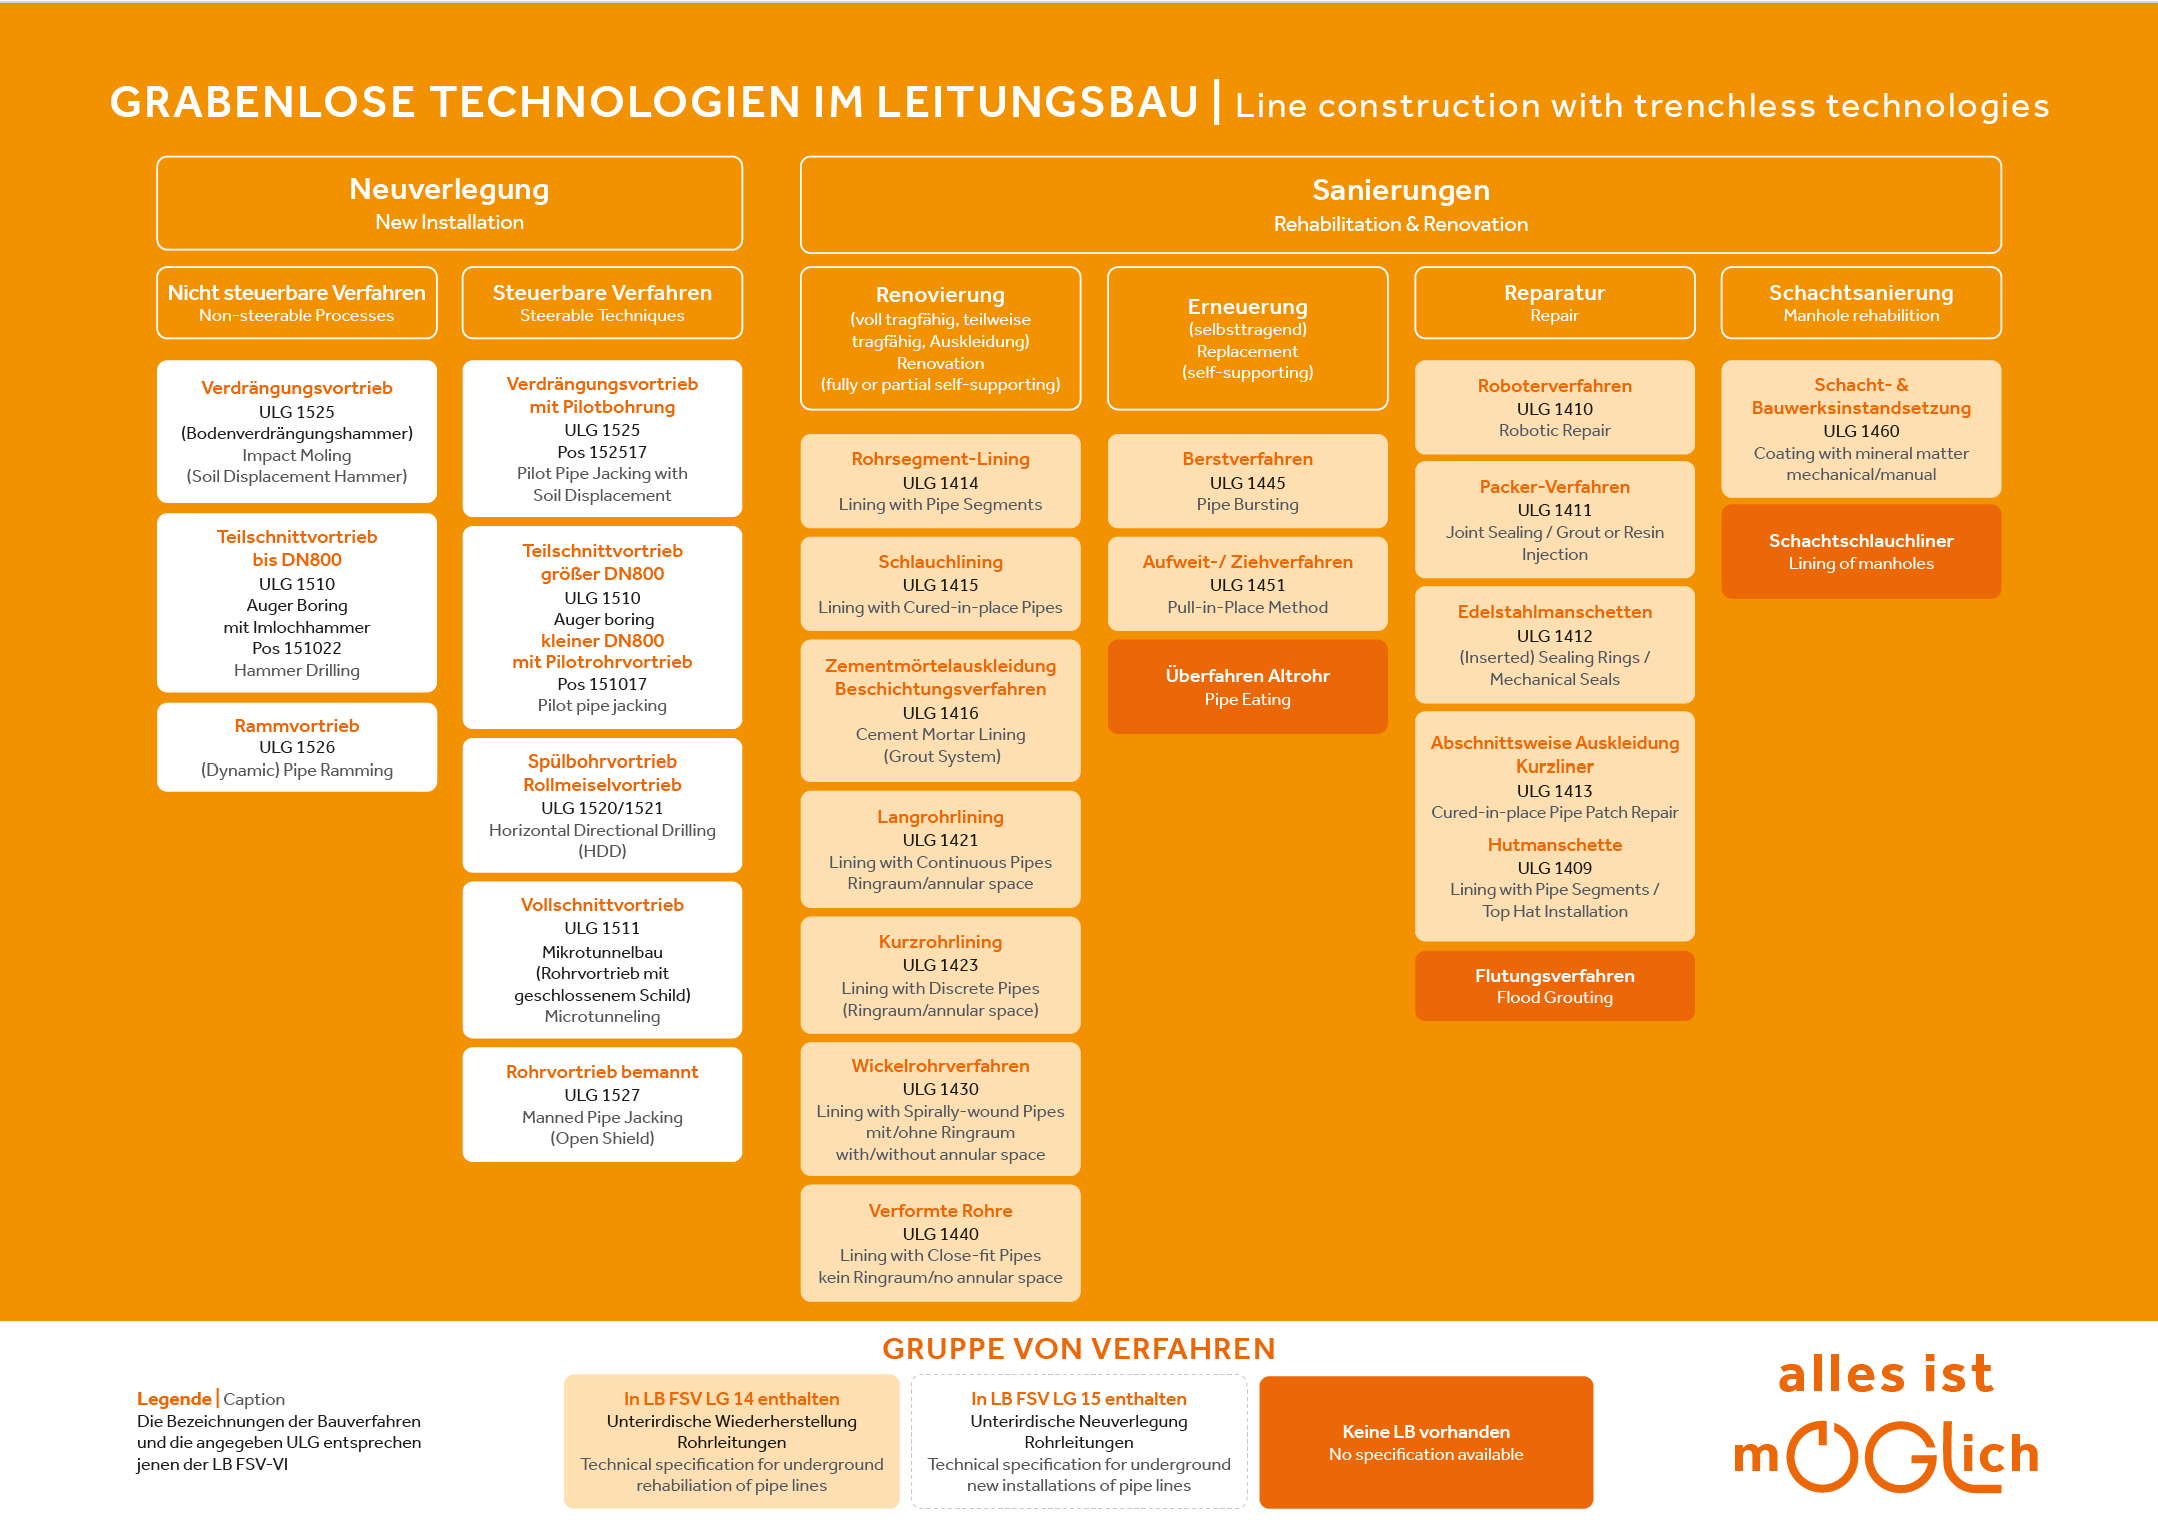 GRABENLOSE TECHNOLOGIEN IM LEITUNGSBAU | Line construction with trenchless technologies
Neuverlegung
New Installation
Nicht steuerbare Verfahren
Non-steerable Processes
Verdrängungsvortrieb
ULG 1525
(Bodenverdrängungshammer)
Impact Moling
(Soil Displacement Hammer)
Teilschnittvortrieb
bis DN800
ULG 1510
Auger Boring
mit Imlochhammer
Pos 151022
Hammer Drilling
Rammvortrieb
ULG 1526
(Dynamic) Pipe Ramming
Steuerbare Verfahren
Steerable Techniques
Verdrängungsvortrieb
mit Pilotbohrung
ULG 1525
Pos 152517
Pilot Pipe Jacking with
Soil Displacement
Teilschnittvortrieb
größer DN800
ULG 1510
Auger boring
kleiner DN800
mit Pilotrohrvortrieb
Pos 151017
Pilot pipe jacking
Spülbohrvortrieb
Rollmeiselvortrieb
ULG 1520/1521
Horizontal Directional Drilling
(HDD)
Vollschnittvortrieb
ULG 1511
Mikrotunnelbau
(Rohrvortrieb mit
geschlossenem Schild)
Microtunneling
Rohrvortrieb bemannt
ULG 1527
Manned Pipe Jacking
(Open Shield)
Sanierungen
Rehabilitation & Renovation
Renovierung
(voll tragfähig, teilweise
tragfähig, Auskleidung)
Renovation
(fully or partial self-supporting)
Rohrsegment-Lining
ULG 1414
Lining with Pipe Segments
Schlauchlining
ULG 1415
Lining with Cured-in-place Pipes
Zementmörtelauskleidung
Beschichtungsverfahren
ULG 1416
Cement Mortar Lining
(Grout System)
Langrohrlining
ULG 1421
Lining with Continuous Pipes
Ringraum/annular space
Kurzrohrlining
ULG 1423
Lining with Discrete Pipes
(Ringraum/annular space)
Wickelrohrverfahren
ULG 1430
Lining with Spirally-wound Pipes
mit/ohne Ringraum
with/without annular space
Verformte Rohre
ULG 1440
Lining with Close-fit Pipes
kein Ringraum/no annular space
Erneuerung
(selbsttragend)
Replacement
(self-supporting)
Berstverfahren
ULG 1445
Pipe Bursting
Aufweit-/ Ziehverfahren
ULG 1451
Pull-in-Place Method
Überfahren Altrohr
Pipe Eating
Reparatur
Repair
Roboterverfahren
ULG 1410
Robotic Repair
Packer-Verfahren
ULG 1411
Joint Sealing / Grout or Resin
Injection
Edelstahlmanschetten
ULG 1412
(Inserted) Sealing Rings /
Mechanical Seals
Abschnittsweise Auskleidung
Kurzliner
ULG 1413
Cured-in-place Pipe Patch Repair
Hutmanschette
ULG 1409
Lining with Pipe Segments /
Top Hat Installation
Flutungsverfahren
Flood Grouting
Schachtsanierung
Manhole rehabilition
Schacht- &
Bauwerksinstandsetzung
ULG 1460
Coating with mineral matter
mechanical/manual
Schachtschlauchliner
Lining of manholes
GRUPPE VON VERFAHREN
Legende | Caption
Die Bezeichnungen der Bauverfahren
und die angegeben ULG entsprechen
jenen der LB FSV-VI
In LB FSV LG 14 enthalten
Unterirdische Wiederherstellung
Rohrleitungen
Technical specification for underground
rehabiliation of pipe lines
In LB FSV LG 15 enthalten
Unterirdische Neuverlegung
Rohrleitungen
Technical specification for underground
new installations of pipe lines
Keine LB vorhanden
No specification available
alles ist
mÖGLich